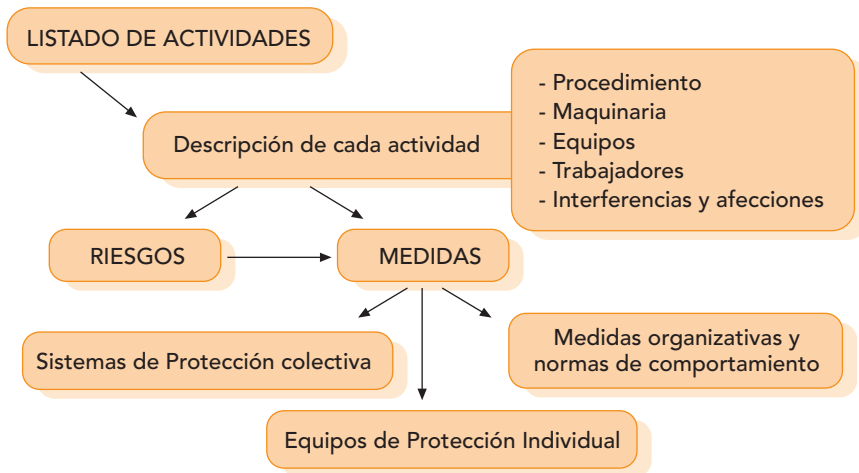 LISTADO DE ACTIVIDADES
- Procedimiento
- Maquinaria
- Equipos
- Trabajadores
- Interferencias y afecciones
Descripción de cada actividad
RIESGOS
MEDIDAS
Sistemas de Protección colectiva
Medidas organizativas y
normas de comportamiento
Equipos de Protección Individual